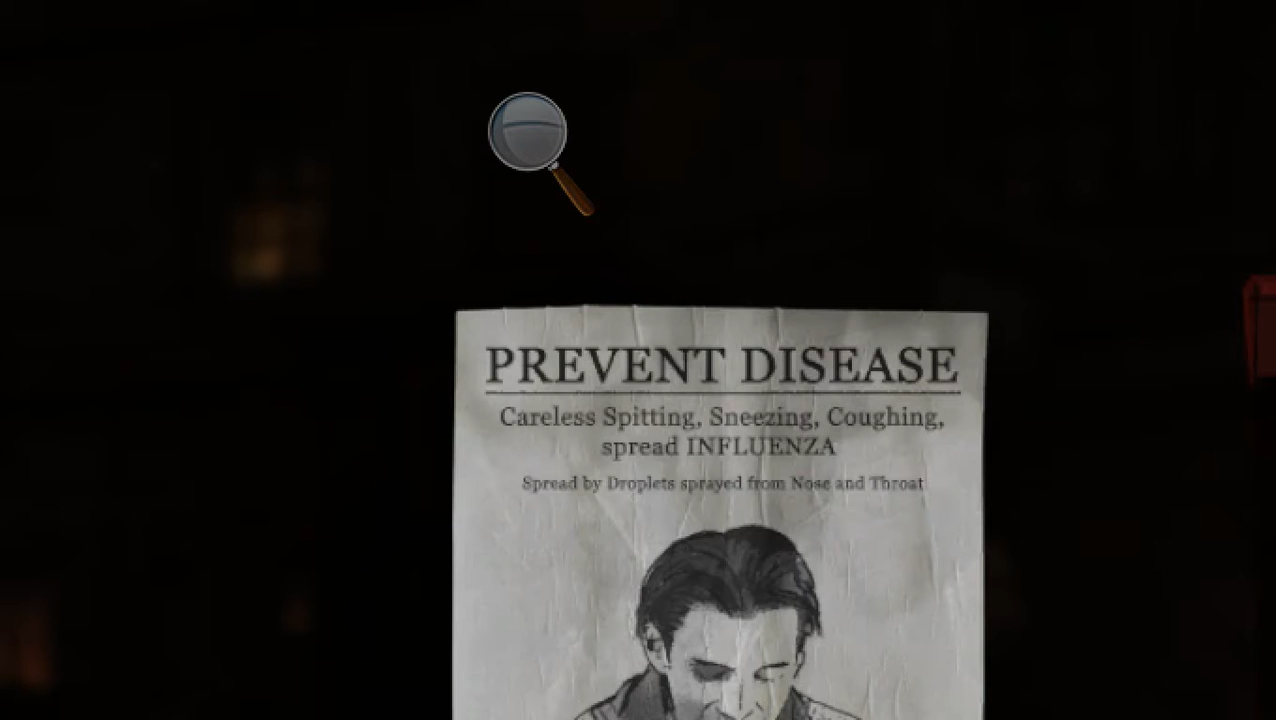 PREVENT DISEASE
Careless Spitting, Sneezing, Coughing,
spread INFLUENZA
Spread by Droplets sprayed from Nose and Throat